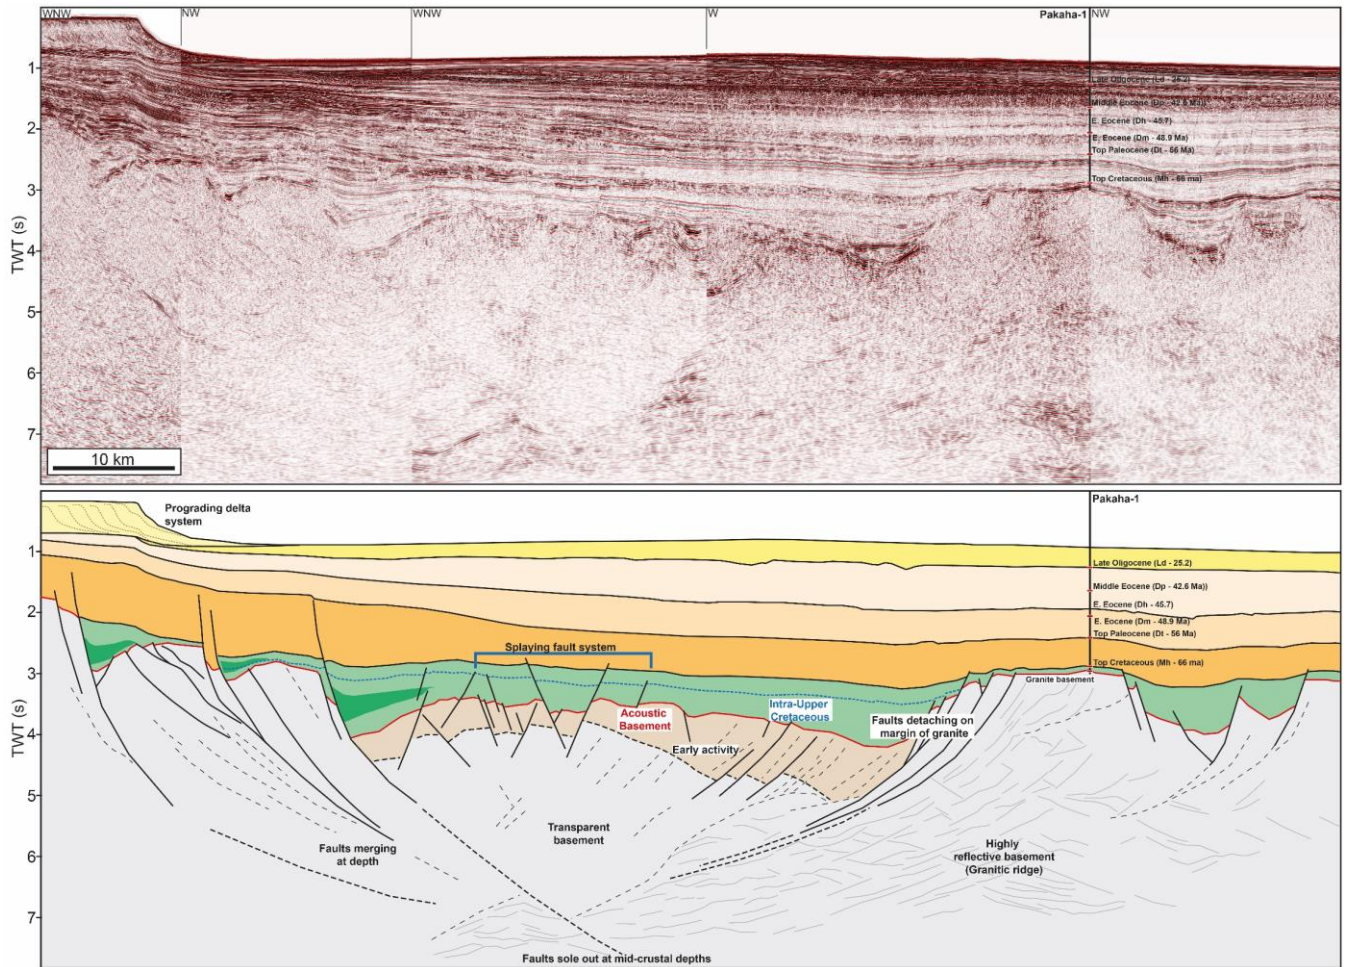 WNW
NW
WNW
W
Pakaha-1
NW
1
2
3
4
5
6
7
TWT (s)
Late Oligocene (Ld - 25.2)
Middle Eocene (Dp - 42.6 Ma))
E. Eocene (Dh - 45.7)
E. Eocene (Dm - 48.9 Ma)
Top Paleocene (Dt - 56 Ma)
Top Cretaceous (Mh - 66 ma)
10 km
Prograding delta
system
Pakaha-1
1
2
3
4
5
6
7
TWT (s)
Late Oligocene (Ld - 25.2)
Middle Eocene (Dp - 42.6 Ma))
E. Eocene (Dh - 45.7)
E. Eocene (Dm - 48.9 Ma)
Top Paleocene (Dt - 56 Ma)
Top Cretaceous (Mh - 66 ma)
Splaying fault system
Granite basement
Acoustic
Basement
Intra-Upper
Cretaceous
Faults detaching on
margin of granite
Early activity
Transparent
basement
Faults merging
at depth
Highly
reflective basement
(Granitic ridge)
Faults sole out at mid-crustal depths